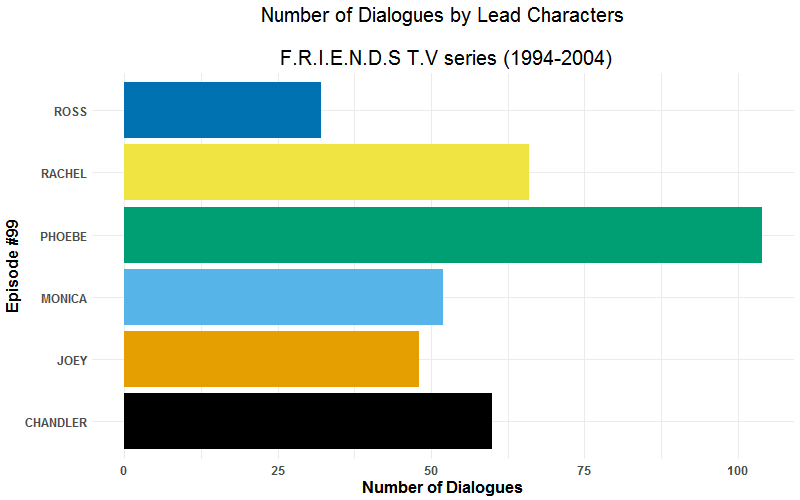 Number of Dialogues by Lead Characters
F.R.I.E.N.D.S T.V series (1994-2004)
Episode #99
ROSS
RACHEL
PHOEBE
MONICA
JOEY
CHANDLER
0 25 50 75 100
Number of Dialogues